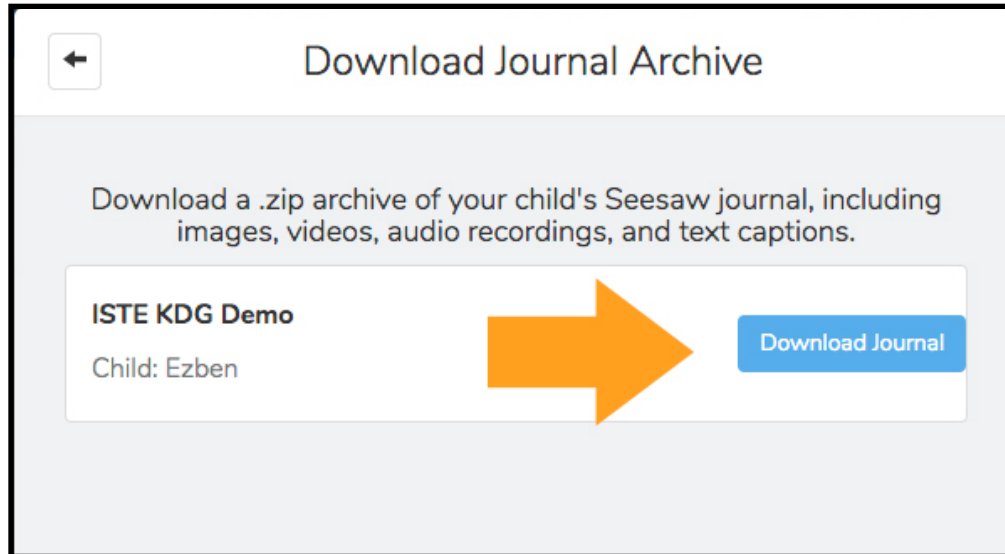 Download Journal Archive
Download a .zip archive of your child's Seesaw journal, including
images, videos, audio recordings, and text captions.
ISTE KDG Demo
Child: Ezben
Download Journal